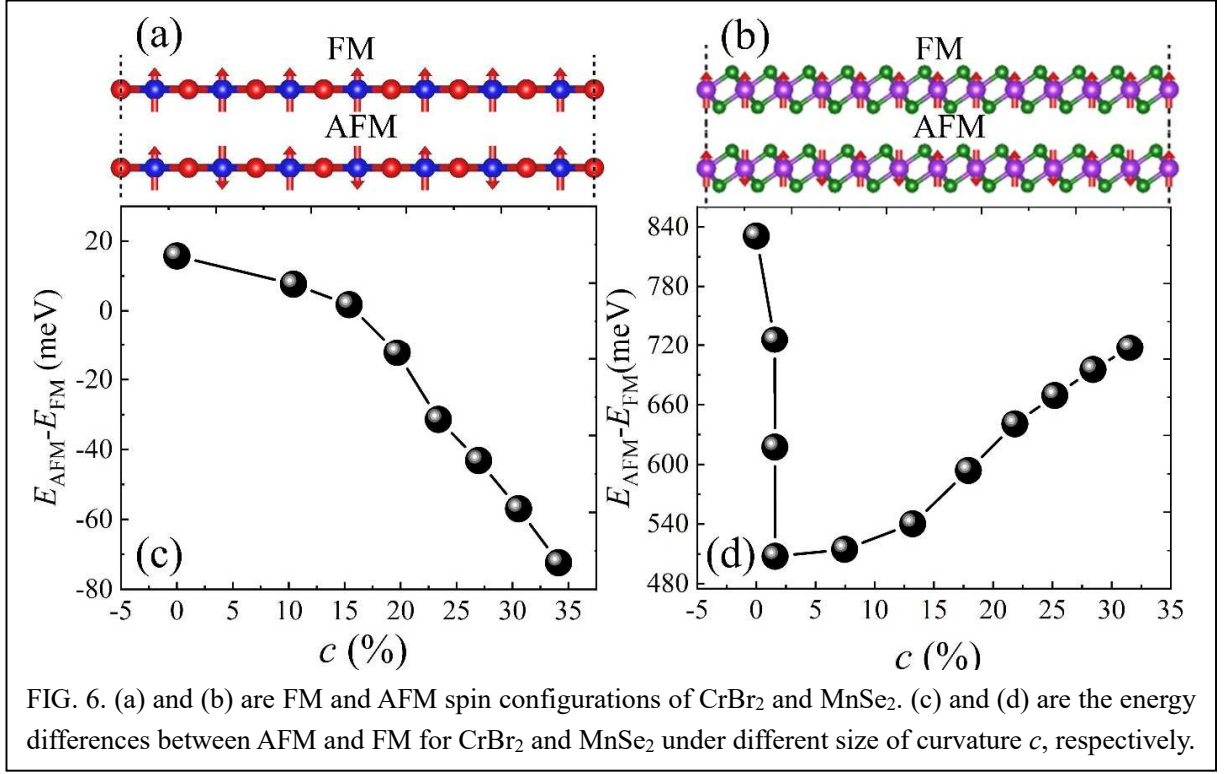 (a)
FM
AFM
(b)
FM
AFM
20
0
-20
-40
-60
-80
E_AFM-E_FM (meV)
(c)
-5 0 5 10 15 20 25 30 35
c (%)
840
780
720
660
600
540
480
E_AFM-E_FM(meV)
(d)
-5 0 5 10 15 20 25 30 35
c (%)
FIG. 6. (a) and (b) are FM and AFM spin configurations of CrBr₂ and MnSe₂. (c) and (d) are the energy
differences between AFM and FM for CrBr₂ and MnSe₂ under different size of curvature c, respectively.